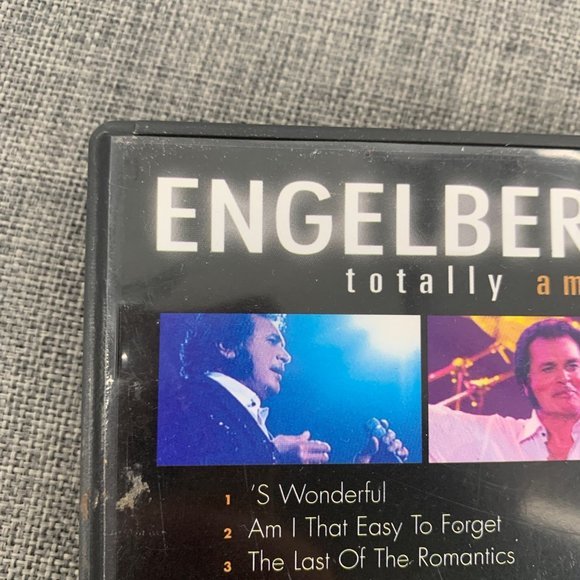 ENGELBER
totally am
1 'S Wonderful
2 Am I That Easy To Forget
3 The Last Of The Romantics